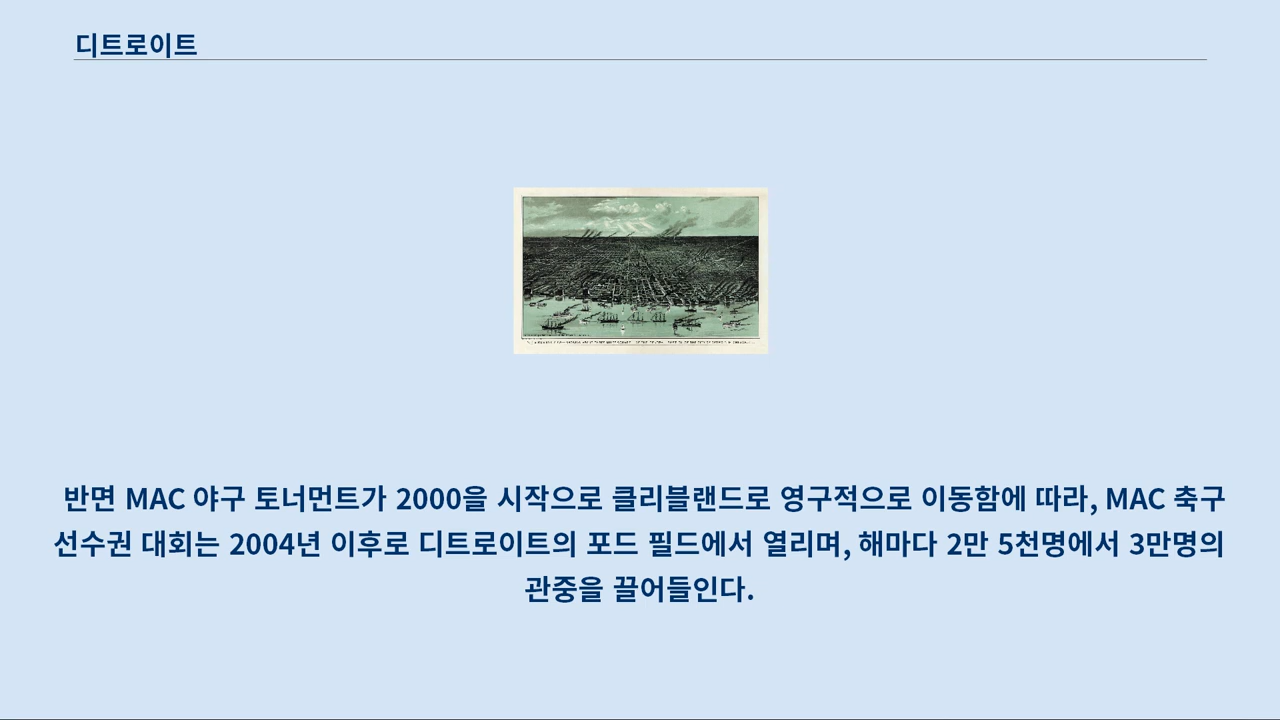 디트로이트
반면 MAC 야구 토너먼트가 2000을 시작으로 클리블랜드로 영구적으로 이동함에 따라, MAC 축구
선수권 대회는 2004년 이후로 디트로이트의 포드 필드에서 열리며, 해마다 2만 5천명에서 3만명의
관중을 끌어들인다.